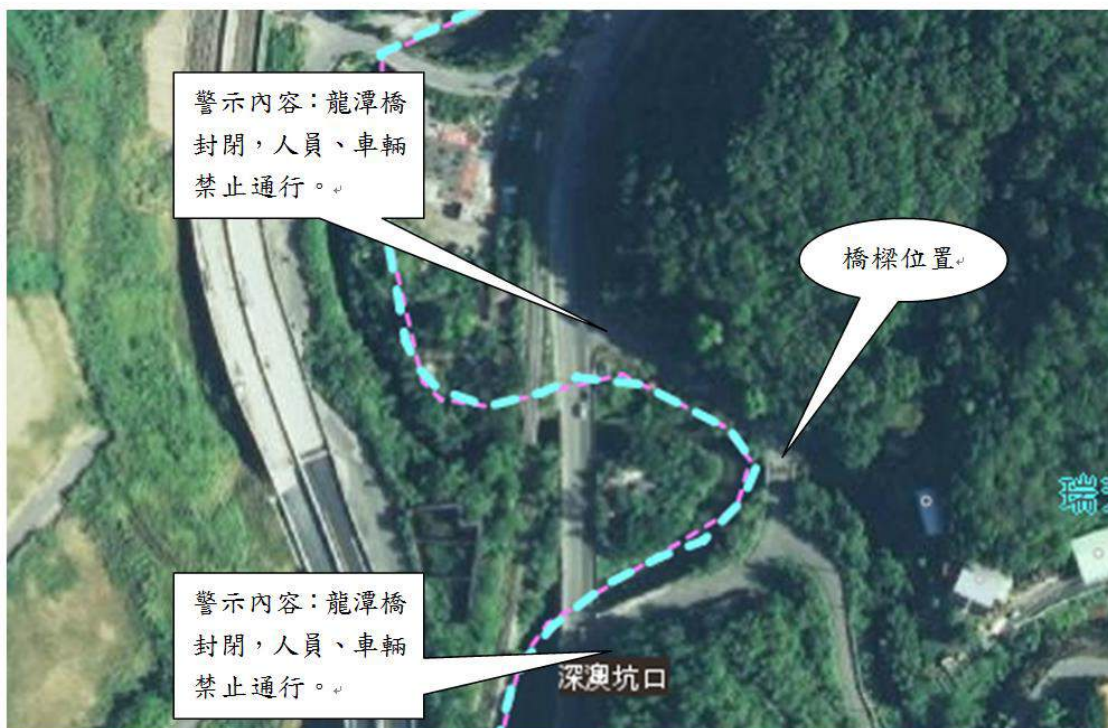 警示內容：龍潭橋
封閉，人員、車輛
禁止通行。
橋樑位置
瑞
警示內容：龍潭橋
封閉，人員、車輛
禁止通行。
深澳坑口